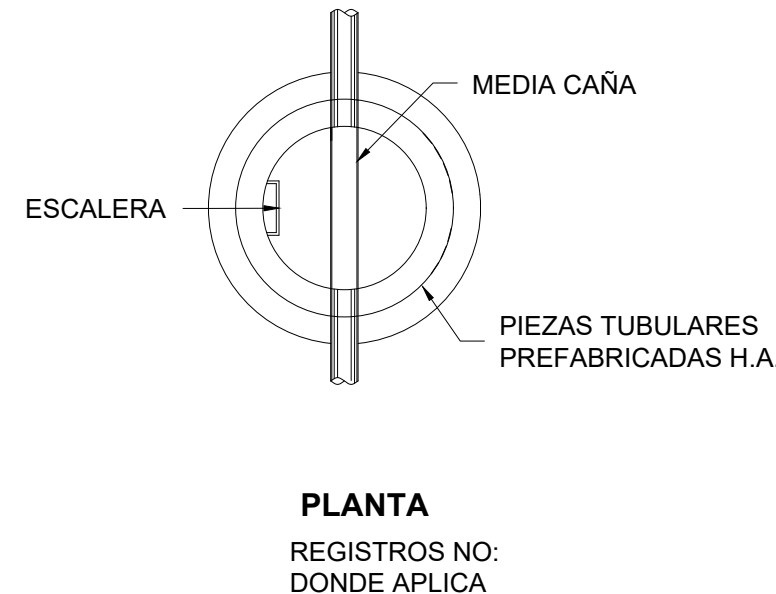 MEDIA CAÑA
ESCALERA
PIEZAS TUBULARES
PREFABRICADAS H.A.
PLANTA
REGISTROS NO:
DONDE APLICA